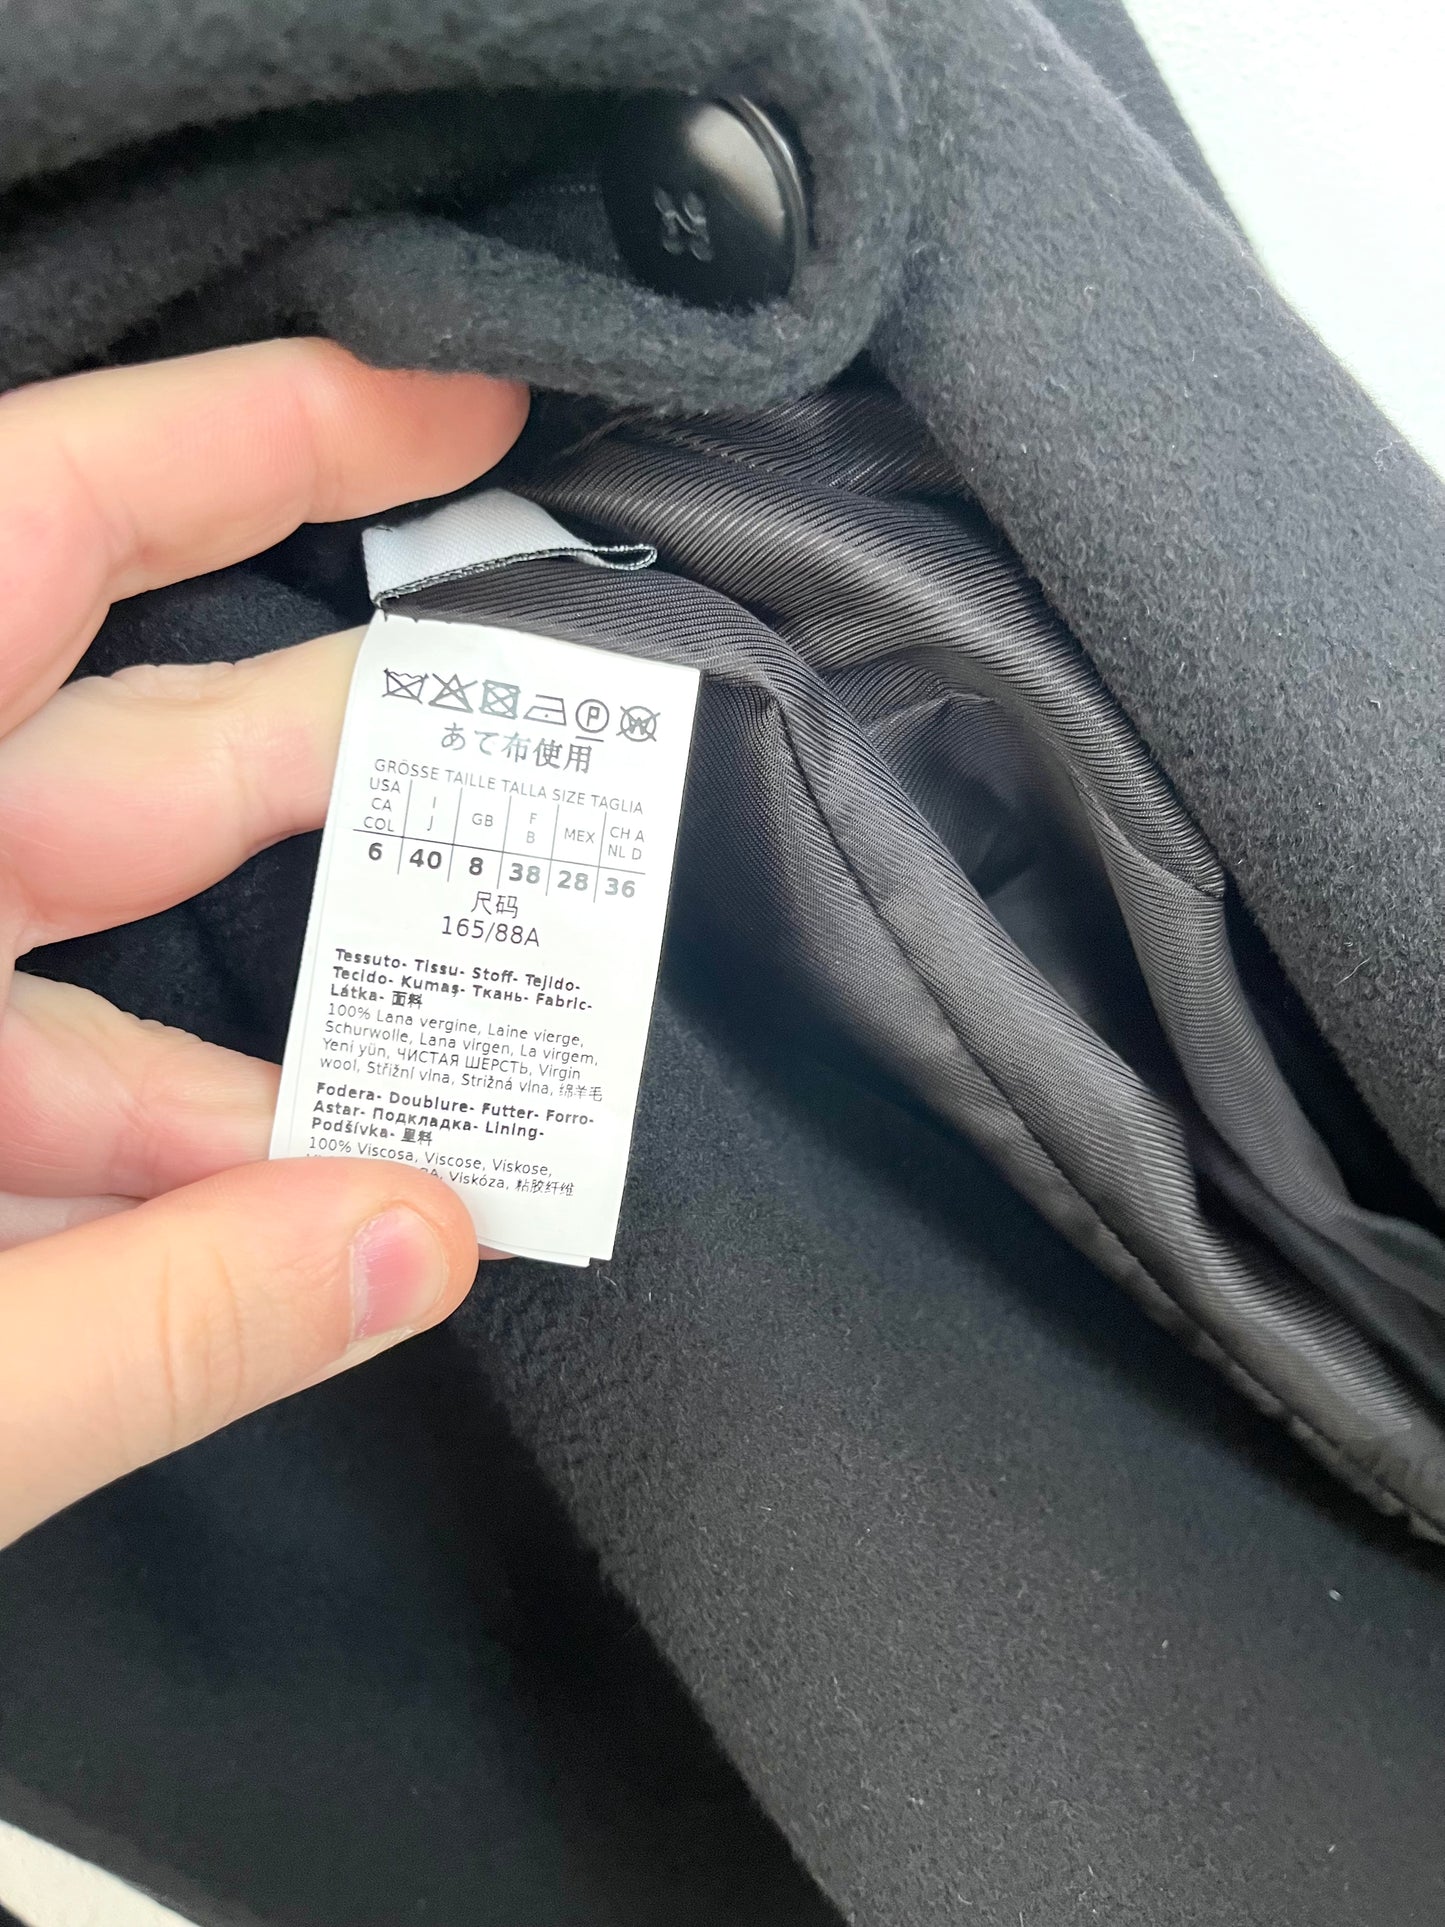 P W
あて布使用
GRÖSSE TAILLE TALLA SIZE TAGLIA
USA CA COL I J GB F B MEX CH A NL D
6 40 8 38 28 36
尺码
165/88A
Tessuto- Tissu- Stoff- Tejido-
Tecido- Kumaş- Ткань- Fabric-
Látka- 面料
100% Lana vergine, Laine vierge,
Schurwolle, Lana virgen, La virgem,
Yeni yün, ЧИСТАЯ ШЕРСТЬ, Virgin
wool, Střižní vlna, Strižná vlna, 绵羊毛
Fodera- Doublure- Futter- Forro-
Astar- Подкладка- Lining-
Podšívka- 里料
100% Viscosa, Viscose, Viskose,
Viskóza, 粘胶纤维